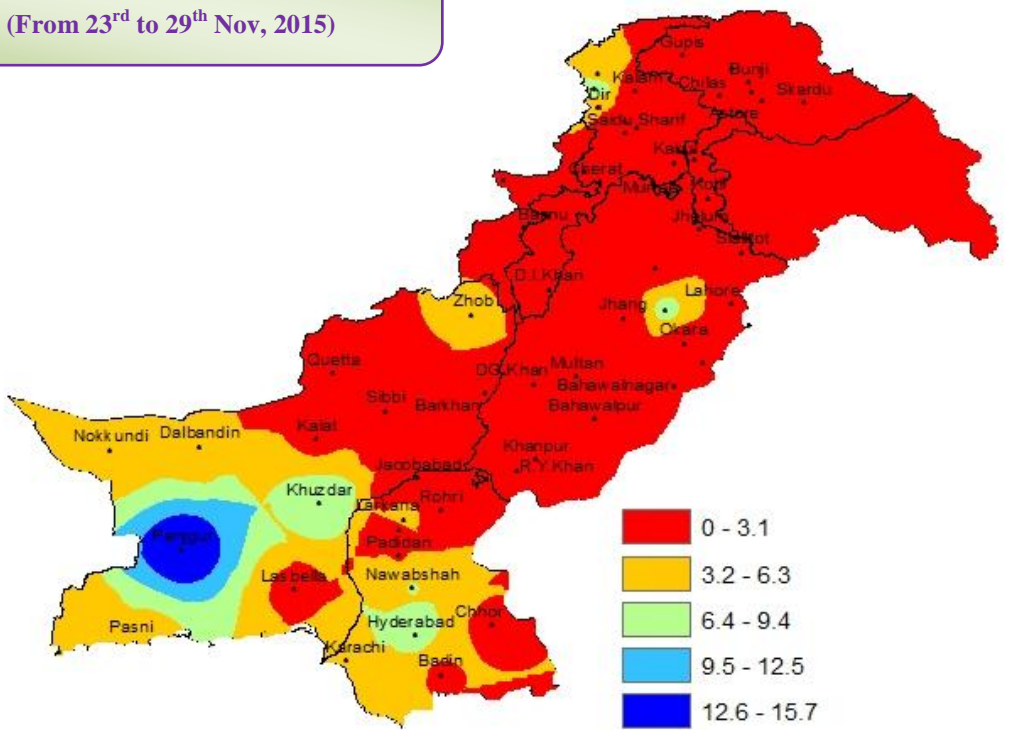 (From 23rd to 29th Nov, 2015)
Gupis
Bunji
Kalam
Chilas
Skardu
Dir
Astore
Saidu Sharif
Cherat
Kotli
Bannu
Jhelum
Sialkot
D.I.Khan
Zhob
Lahore
Jhang
Okara
Quetta
DG.Khan
Multan
Bahawalnagar
Sibbi
Barkhan
Bahawalpur
Kalat
Nokkundi
Dalbandin
Khanpur
R.Y.Khan
Jacobabad
Khuzdar
Rohri
Larkana
0 - 3.1
Panjgur
Padidan
Lasbella
Nawabshah
3.2 - 6.3
Chhor
Hyderabad
6.4 - 9.4
Pasni
Karachi
Badin
9.5 - 12.5
12.6 - 15.7